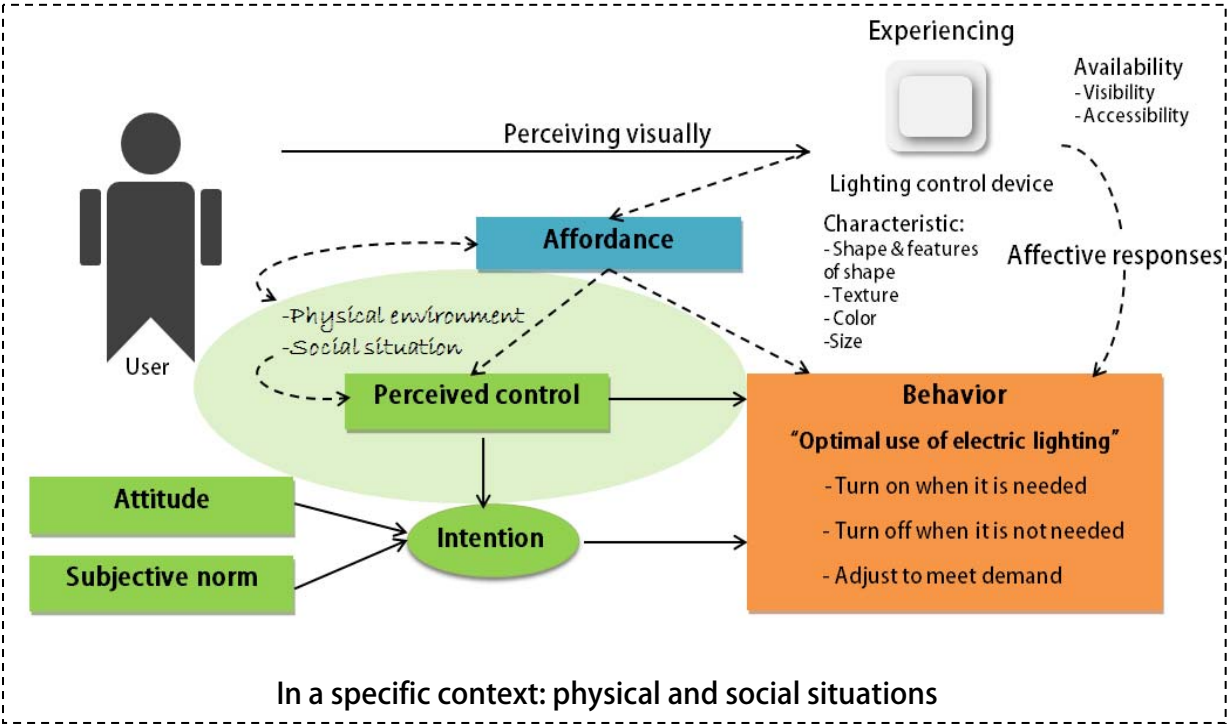 Experiencing
Availability
-Visibility
-Accessibility
Perceiving visually
Lighting control device
Characteristic:
-Shape & features
of shape
-Texture
-Color
-Size
Affective responses
Affordance
-Physical environment
-Social situation
User
Perceived control
Attitude
Subjective norm
Intention
Behavior
“Optimal use of electric lighting”
-Turn on when it is needed
-Turn off when it is not needed
-Adjust to meet demand
In a specific context: physical and social situations